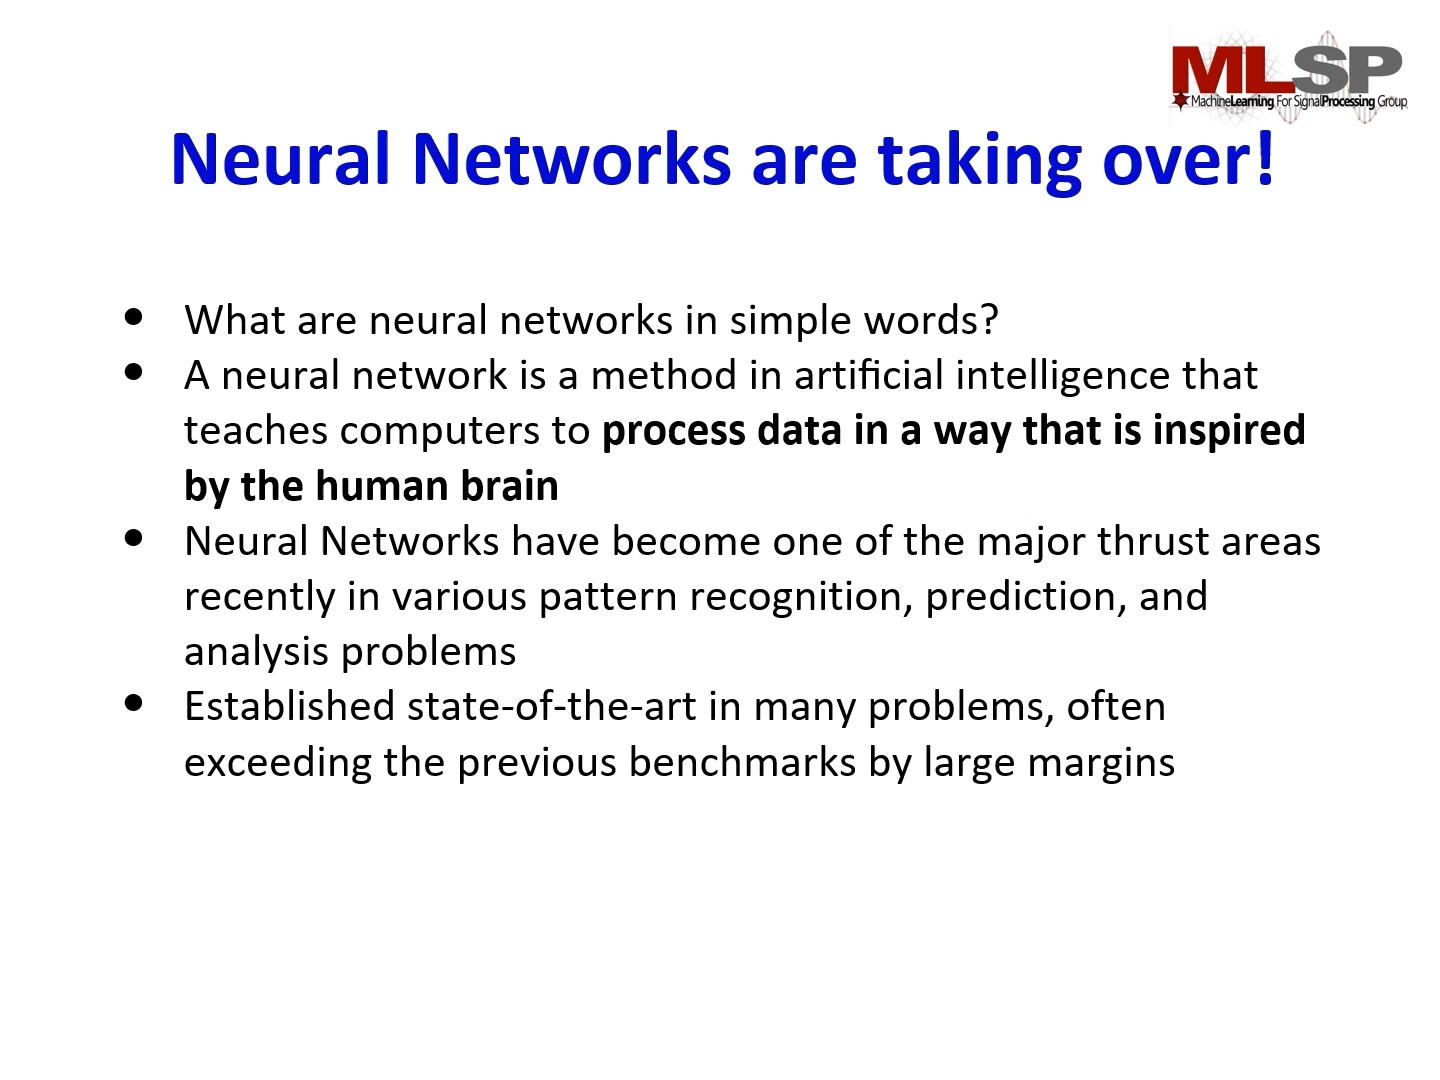 MLSP
MachineLearning For SignalProcessing Group
Neural Networks are taking over!
• What are neural networks in simple words?
• A neural network is a method in artificial intelligence that
teaches computers to process data in a way that is inspired
by the human brain
• Neural Networks have become one of the major thrust areas
recently in various pattern recognition, prediction, and
analysis problems
• Established state-of-the-art in many problems, often
exceeding the previous benchmarks by large margins